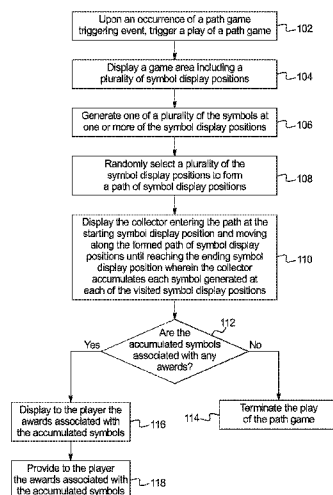 Upon an occurrence of a path game
triggering event, trigger a play of a path game
102
Display a game area including a
plurality of symbol display positions
104
Generate one of a plurality of the symbols at
one or more of the symbol display positions
106
Randomly select a plurality of the
symbol display positions to form
a path of symbol display positions
108
Display the collector entering the path at the
starting symbol display position and moving
along the formed path of symbol display
positions until reaching the ending symbol
display position wherein the collector
accumulates each symbol generated at
each of the visited symbol display positions
110
112
Are the
accumulated symbols
associated with any
awards?
Yes
No
Display to the player the
awards associated with
the accumulated symbols
116
Terminate the play
of the path game
114
Provide to the player
the awards associated with
the accumulated symbols
118